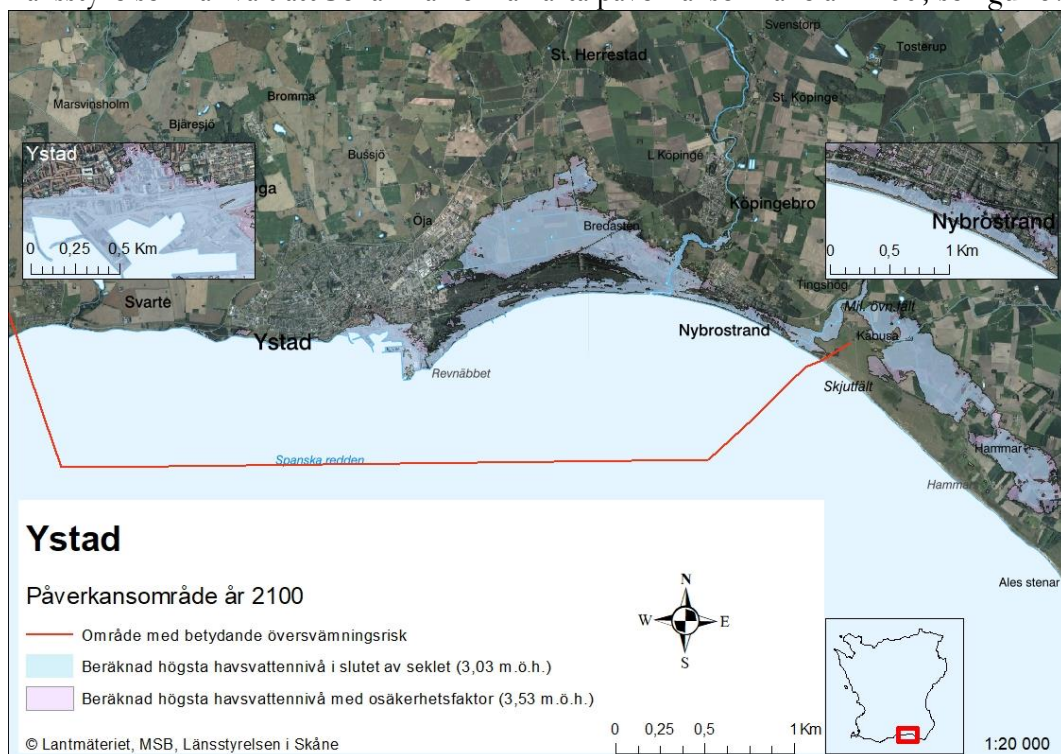 Svenstorp
Tosterup
St. Herrestad
St. Köpinge
Marsvinsholm
Bromma
Bjäresjö
Bussjö
L Köpinge
Ystad
0 0,25 0,5 Km
Öja
Bredasten
Köpingebro
Nybrostrand
0 0,5 1 Km
Svarte
Tingshög
Mil. övn.fält
Kabusa
Ystad
Nybrostrand
Revnäbbet
Skjutfält
Spanska redden
Hammar
Ystad
Ales stenar
Påverkansområde år 2100
N
W E
S
Område med betydande översvämningsrisk
Beräknad högsta havsvattennivå i slutet av seklet (3,03 m.ö.h.)
Beräknad högsta havsvattennivå med osäkerhetsfaktor (3,53 m.ö.h.)
0 0,25 0,5 1 Km
© Lantmäteriet, MSB, Länsstyrelsen i Skåne
1:20 000